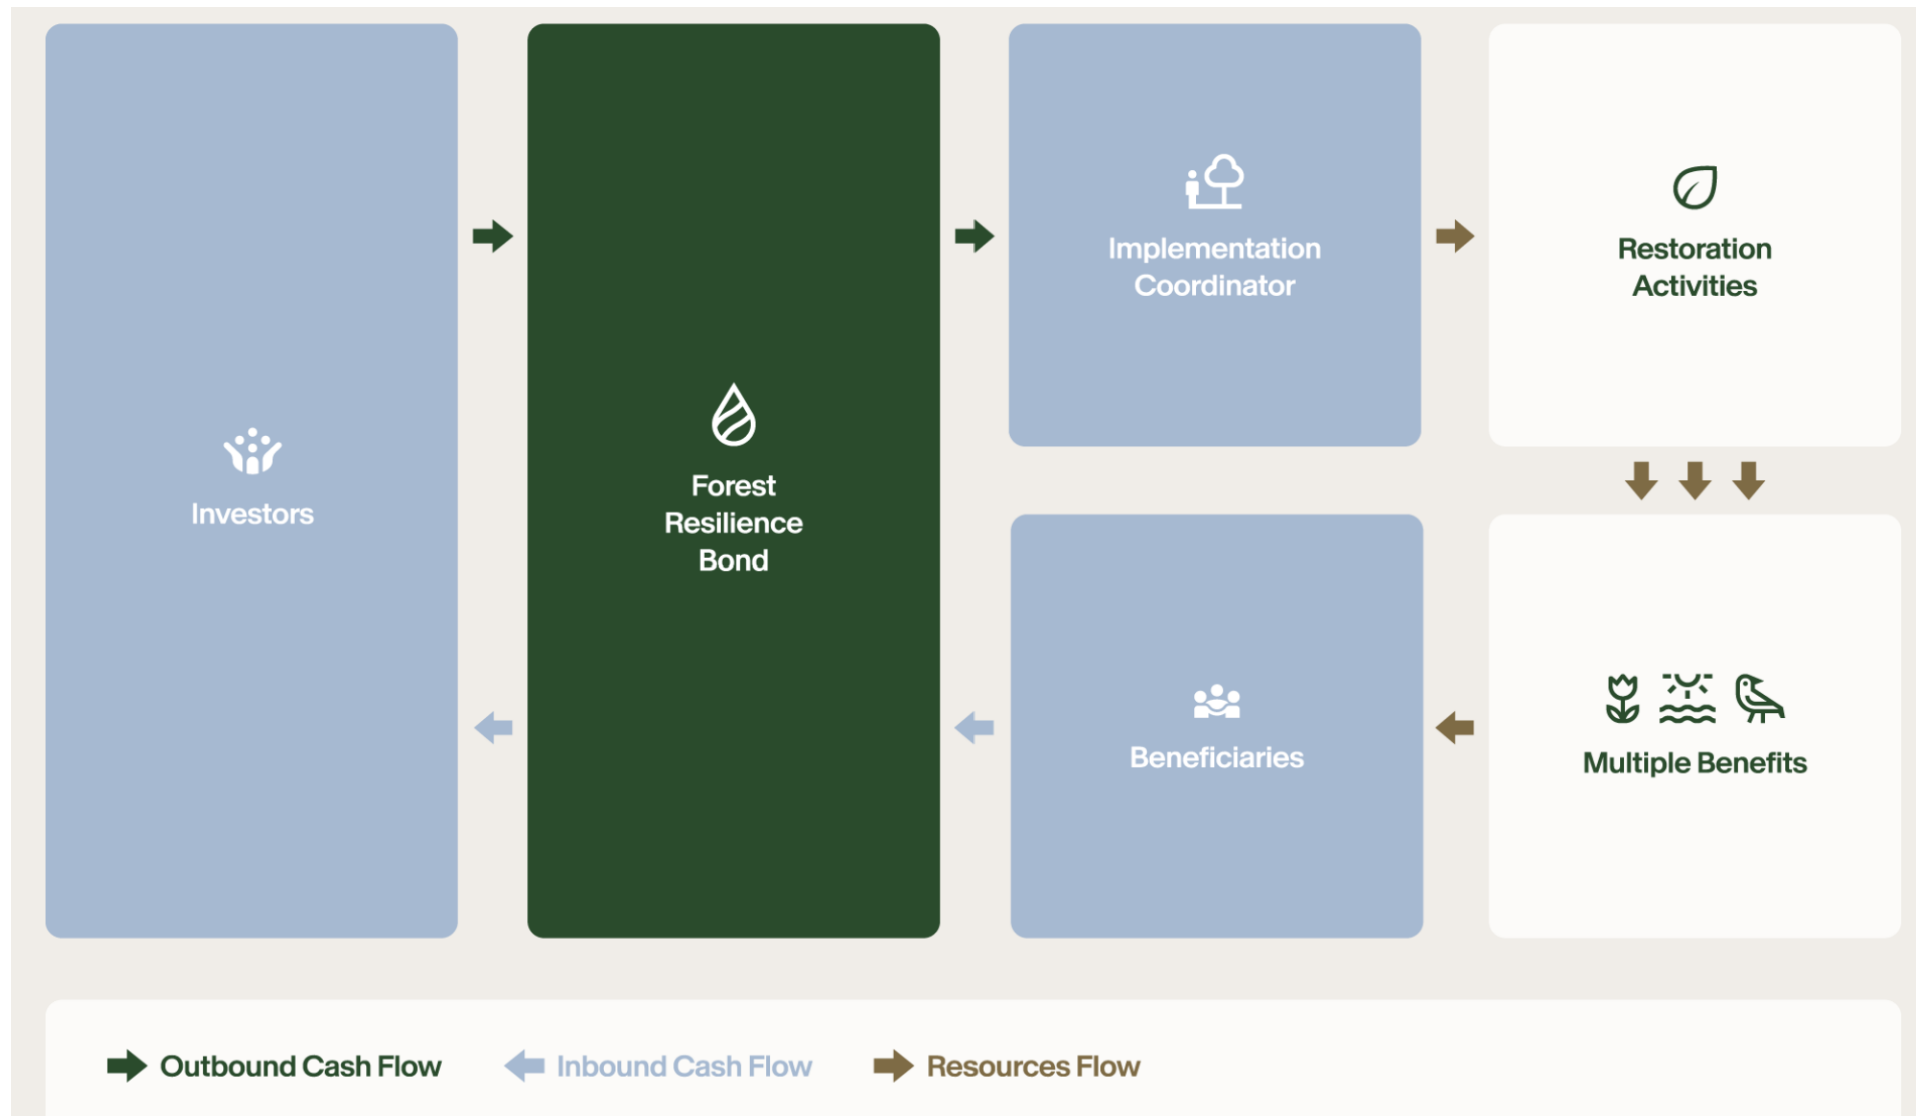 Investors
Forest
Resilience
Bond
Implementation
Coordinator
Restoration
Activities
Beneficiaries
Multiple Benefits
Outbound Cash Flow
Inbound Cash Flow
Resources Flow